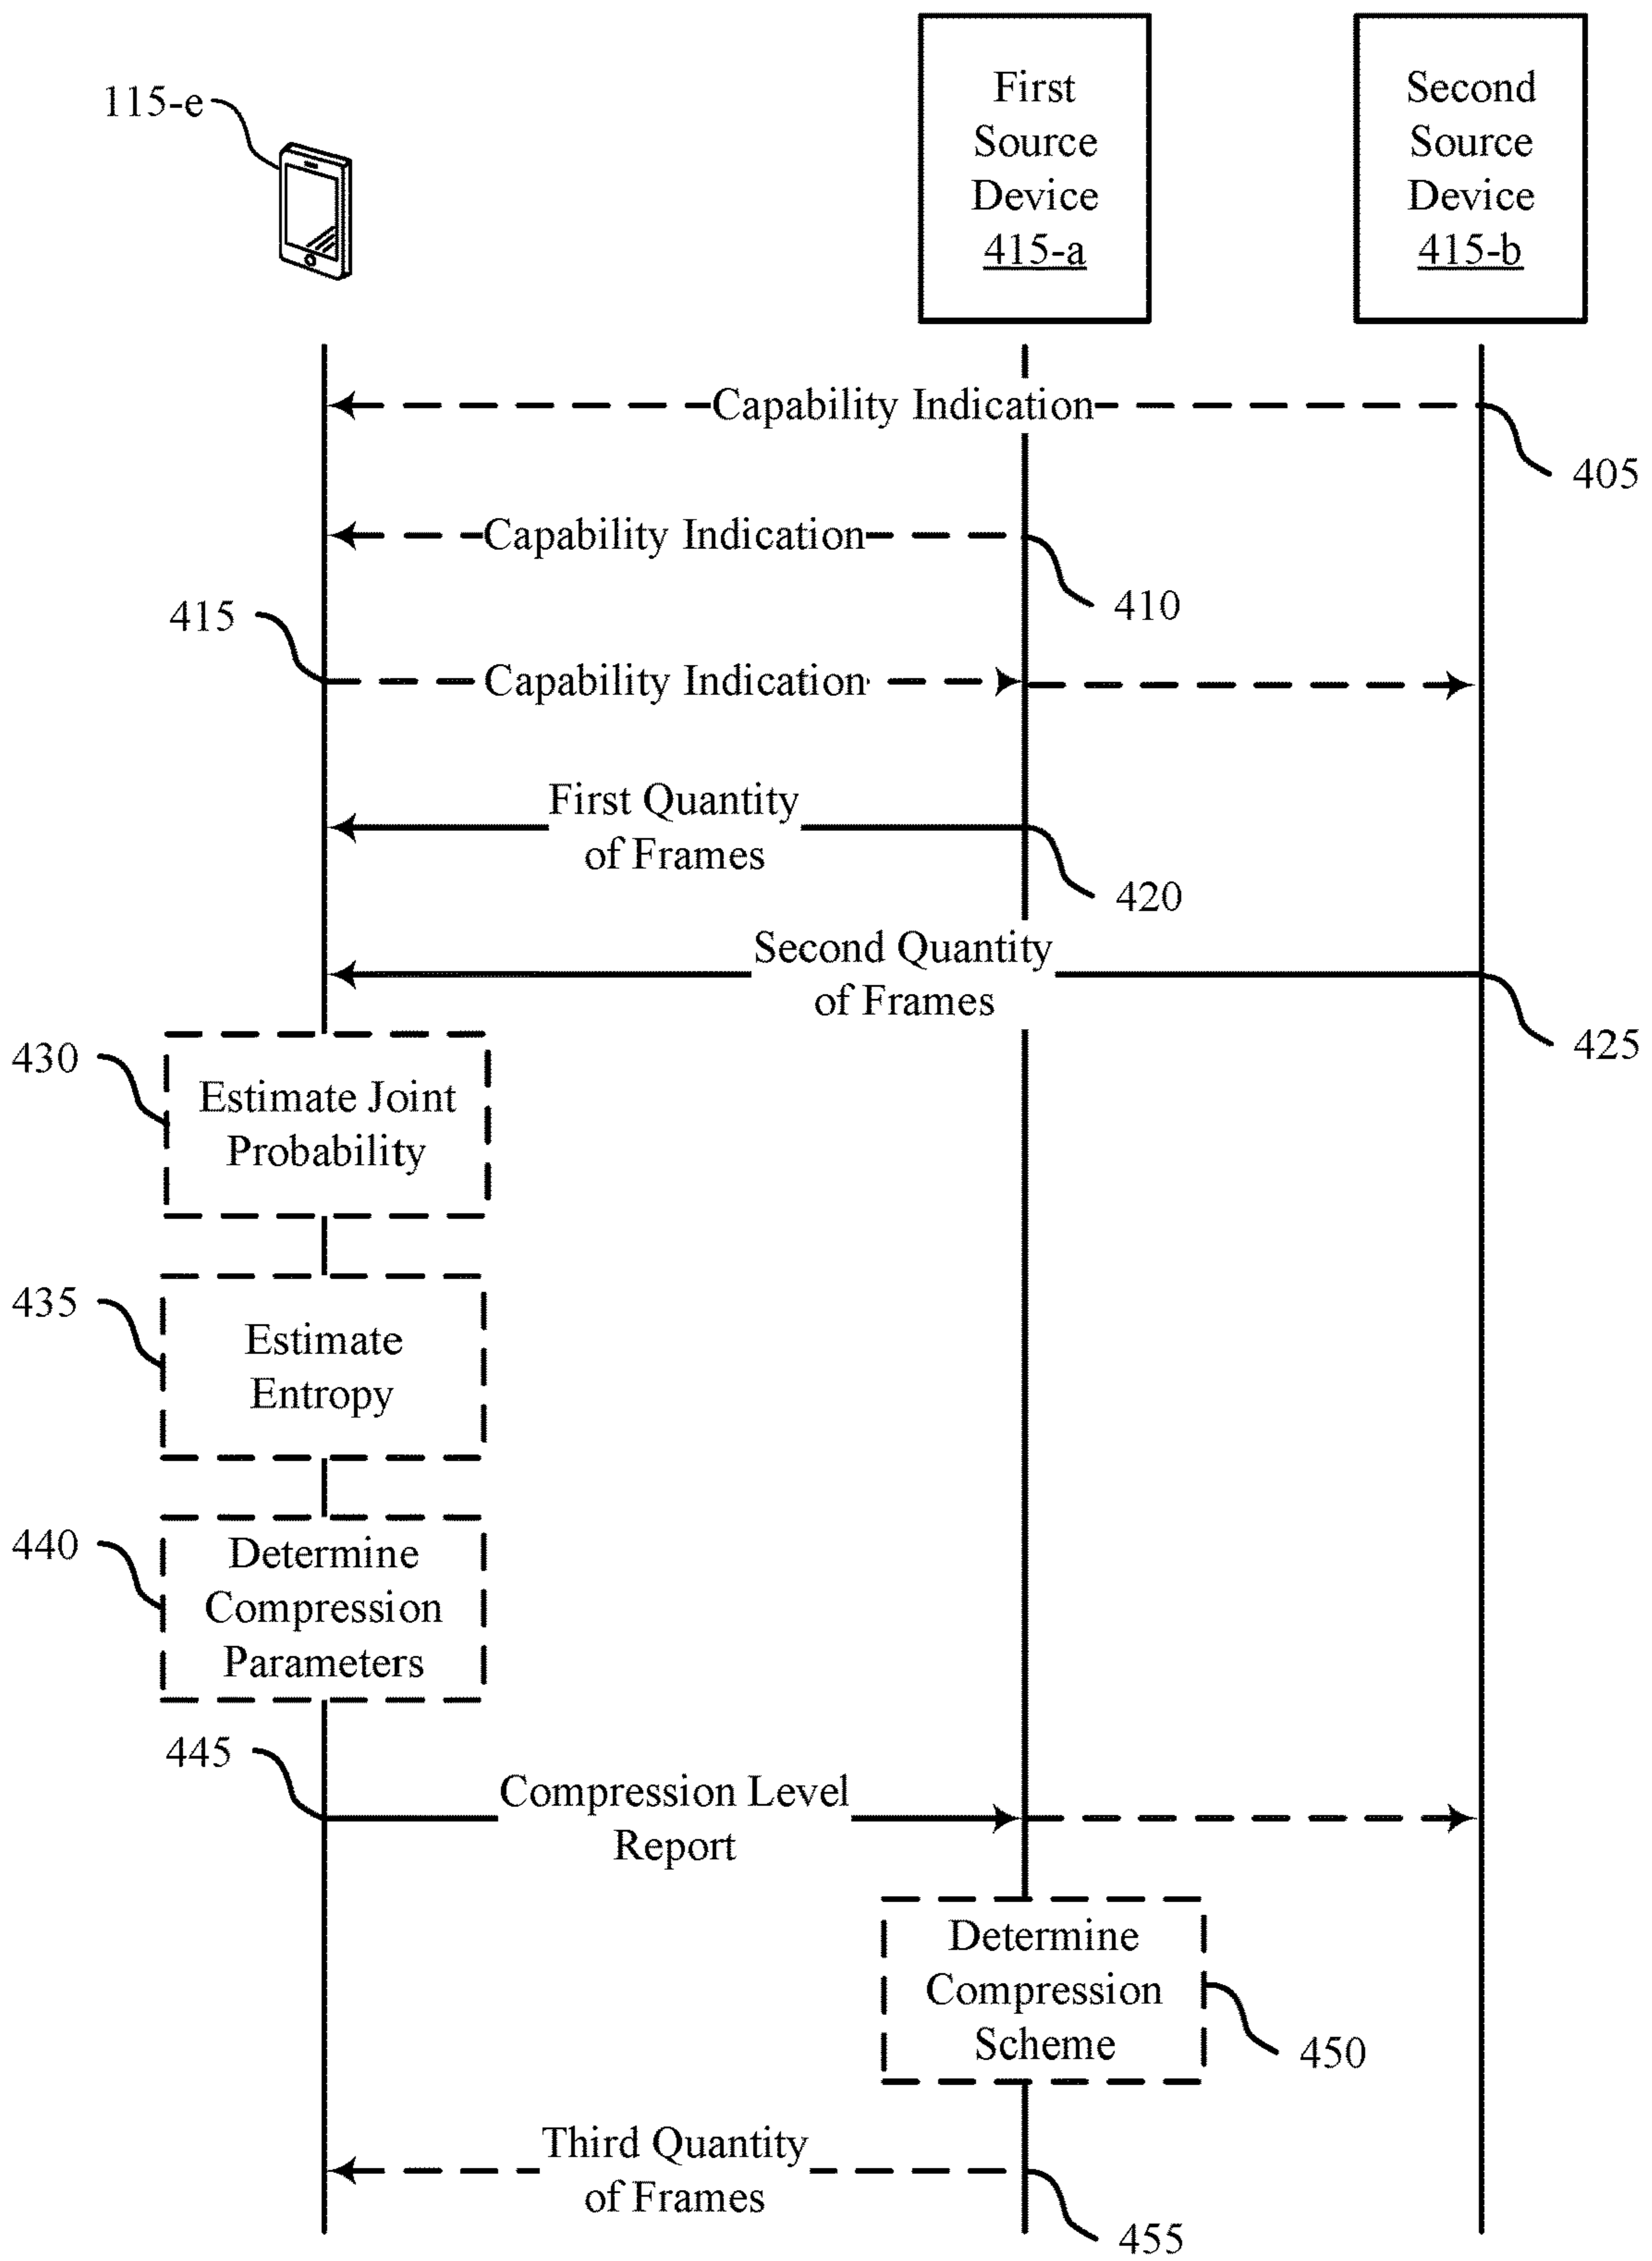 115-e
First
Source
Device
415-a
Second
Source
Device
415-b
Capability Indication
405
Capability Indication
410
415
Capability Indication
First Quantity
of Frames
420
Second Quantity
of Frames
425
430
Estimate Joint
Probability
435
Estimate
Entropy
440
Determine
Compression
Parameters
445
Compression Level
Report
Determine
Compression
Scheme
450
Third Quantity
of Frames
455